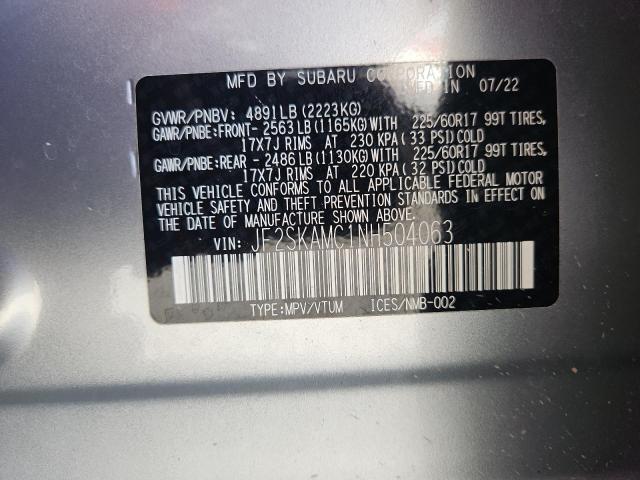 MFD BY SUBARU CORPORATION
MFD IN 07/22
GVWR/PNBV: 4891LB (2223KG)
GAWR/PNBE:FRONT- 2563LB (1165KG)WITH 225/60R17 99T TIRES,
17X7J RIMS AT 230 KPA( 33 PSI)COLD
GAWR/PNBE:REAR - 2486LB (1130KG)WITH 225/60R17 99T TIRES,
17X7J RIMS AT 220 KPA( 32 PSI)COLD
THIS VEHICLE CONFORMS TO ALL APPLICABLE FEDERAL MOTOR
VEHICLE SAFETY AND THEFT PREVENTION STANDARDS IN EFFECT ON
THE DATE OF MANUFACTURE SHOWN ABOVE.
VIN: JF2SKAMC1NH504063
TYPE:MPV/VTUM ICES/NMB-002